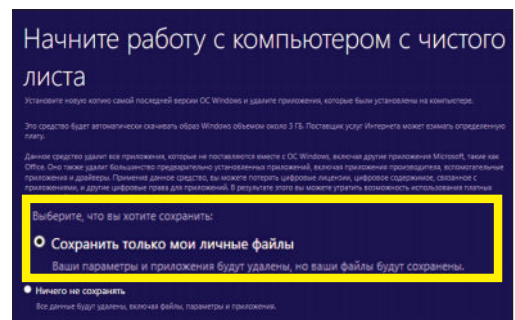 Начните работу с компьютером с чистого
листа
Установите новую копию самой последней версии ОС Windows и удалите приложения, которые были установлены на компьютере.
Это средство будет автоматически скачивать образ Windows объемом около 3 ГБ. Поставщик услуг Интернета может взимать определенную
плату.
Данное средство удалит все приложения, которые не поставляются вместе с ОС Windows, включая другие приложения Microsoft, такие как
Office. Оно также удалит большинство предварительно установленных приложений, включая приложения производителя, вспомогательные
приложения и драйверы. Применив данное средство, вы можете потерять цифровые лицензии, цифровое содержимое, связанное с
приложениями, и другие цифровые права для приложений. В результате этого вы можете утратить возможность использования платных
Выберите, что вы хотите сохранить:
Сохранить только мои личные файлы
Ваши параметры и приложения будут удалены, но ваши файлы будут сохранены.
Ничего не сохранять
Все данные будут удалены, включая файлы, параметры и приложения.